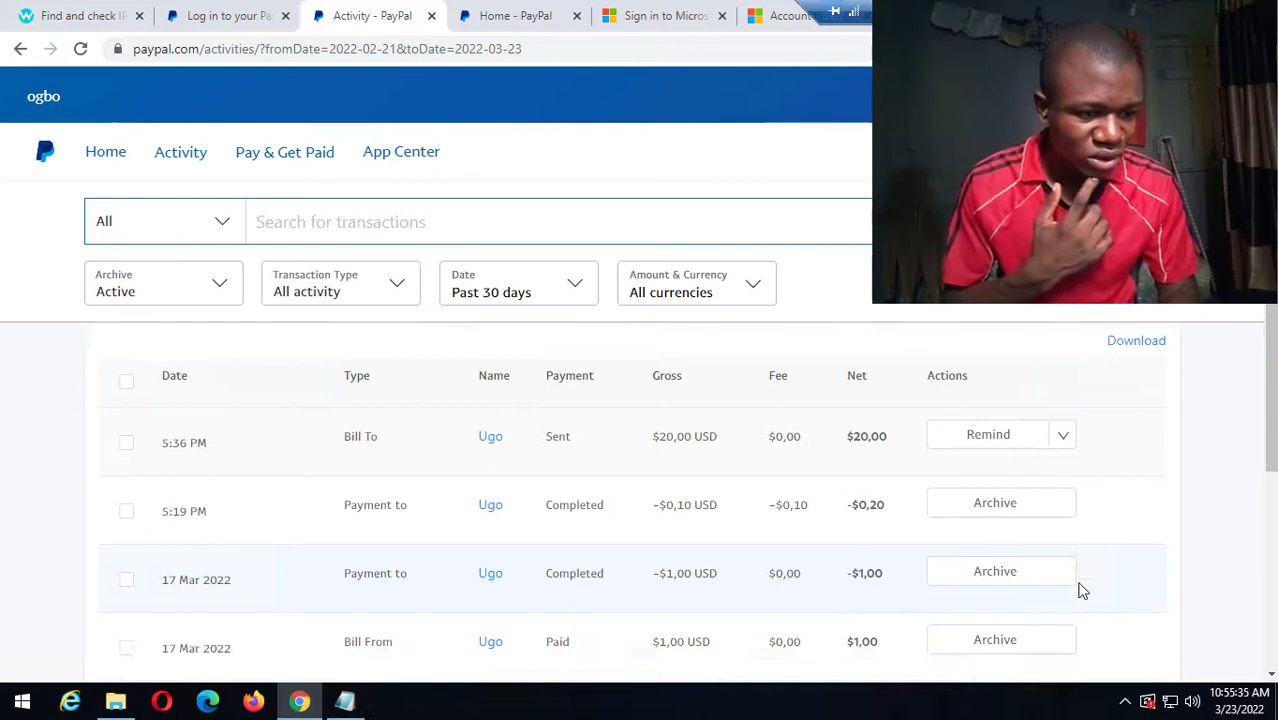 Find and check IP
Log in to your Pa
Activity - PayPal
Home - PayPal
Sign in to Micros
Account
paypal.com/activities/?fromDate=2022-02-21&toDate=2022-03-23
ogbo
Home Activity Pay & Get Paid App Center
All Search for transactions
Archive
Active
Transaction Type
All activity
Date
Past 30 days
Amount & Currency
All currencies
Download
Date Type Name Payment Gross Fee Net Actions
5:36 PM Bill To Ugo Sent $20,00 USD $0,00 $20,00 Remind
5:19 PM Payment to Ugo Completed −$0,10 USD −$0,10 -$0,20 Archive
17 Mar 2022 Payment to Ugo Completed −$1,00 USD $0,00 -$1,00 Archive
17 Mar 2022 Bill From Ugo Paid $1,00 USD $0,00 $1,00 Archive
10:55:35 AM
3/23/2022